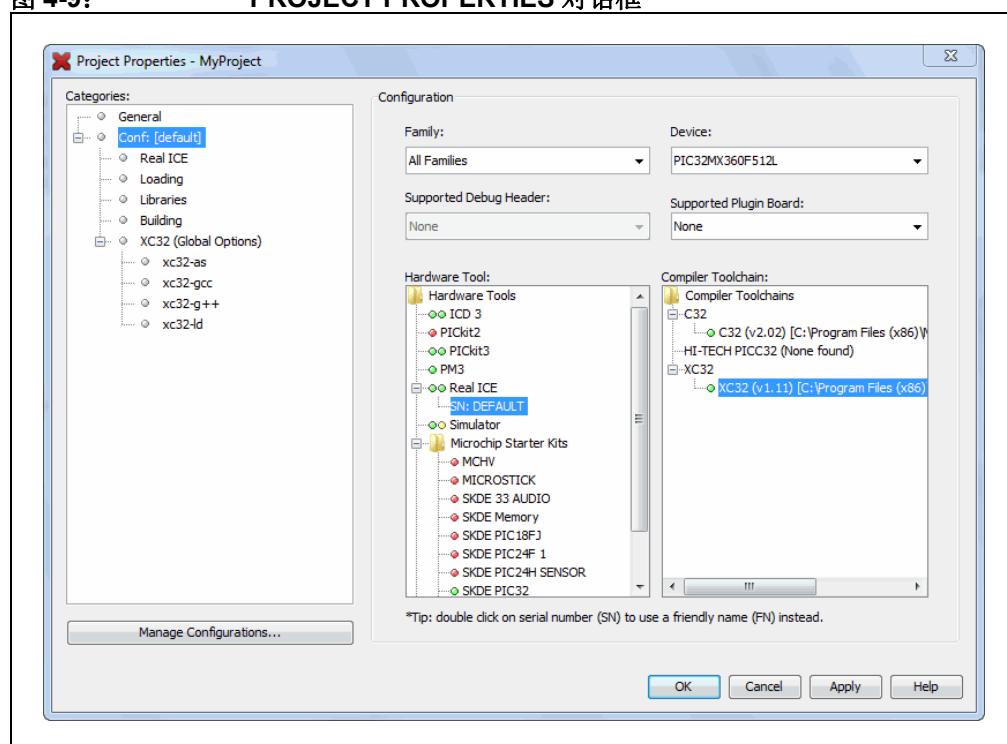 图 4-9： PROJECT PROPERTIES 对话框
Project Properties - MyProject
Categories:
General
Conf: [default]
Real ICE
Loading
Libraries
Building
XC32 (Global Options)
xc32-as
xc32-gcc
xc32-g++
xc32-ld
Manage Configurations...
Configuration
Family:
All Families
Device:
PIC32MX360F512L
Supported Debug Header:
None
Supported Plugin Board:
None
Hardware Tool:
Hardware Tools
ICD 3
PICkit2
PICkit3
PM3
Real ICE
SN: DEFAULT
Simulator
Microchip Starter Kits
MCHV
MICROSTICK
SKDE 33 AUDIO
SKDE Memory
SKDE PIC18FJ
SKDE PIC24F 1
SKDE PIC24H SENSOR
SKDE PIC32
Compiler Toolchain:
Compiler Toolchains
C32
C32 (v2.02) [C:\Program Files (x86)\
HI-TECH PICC32 (None found)
XC32
XC32 (v1.11) [C:\Program Files (x86)
*Tip: double click on serial number (SN) to use a friendly name (FN) instead.
OK
Cancel
Apply
Help